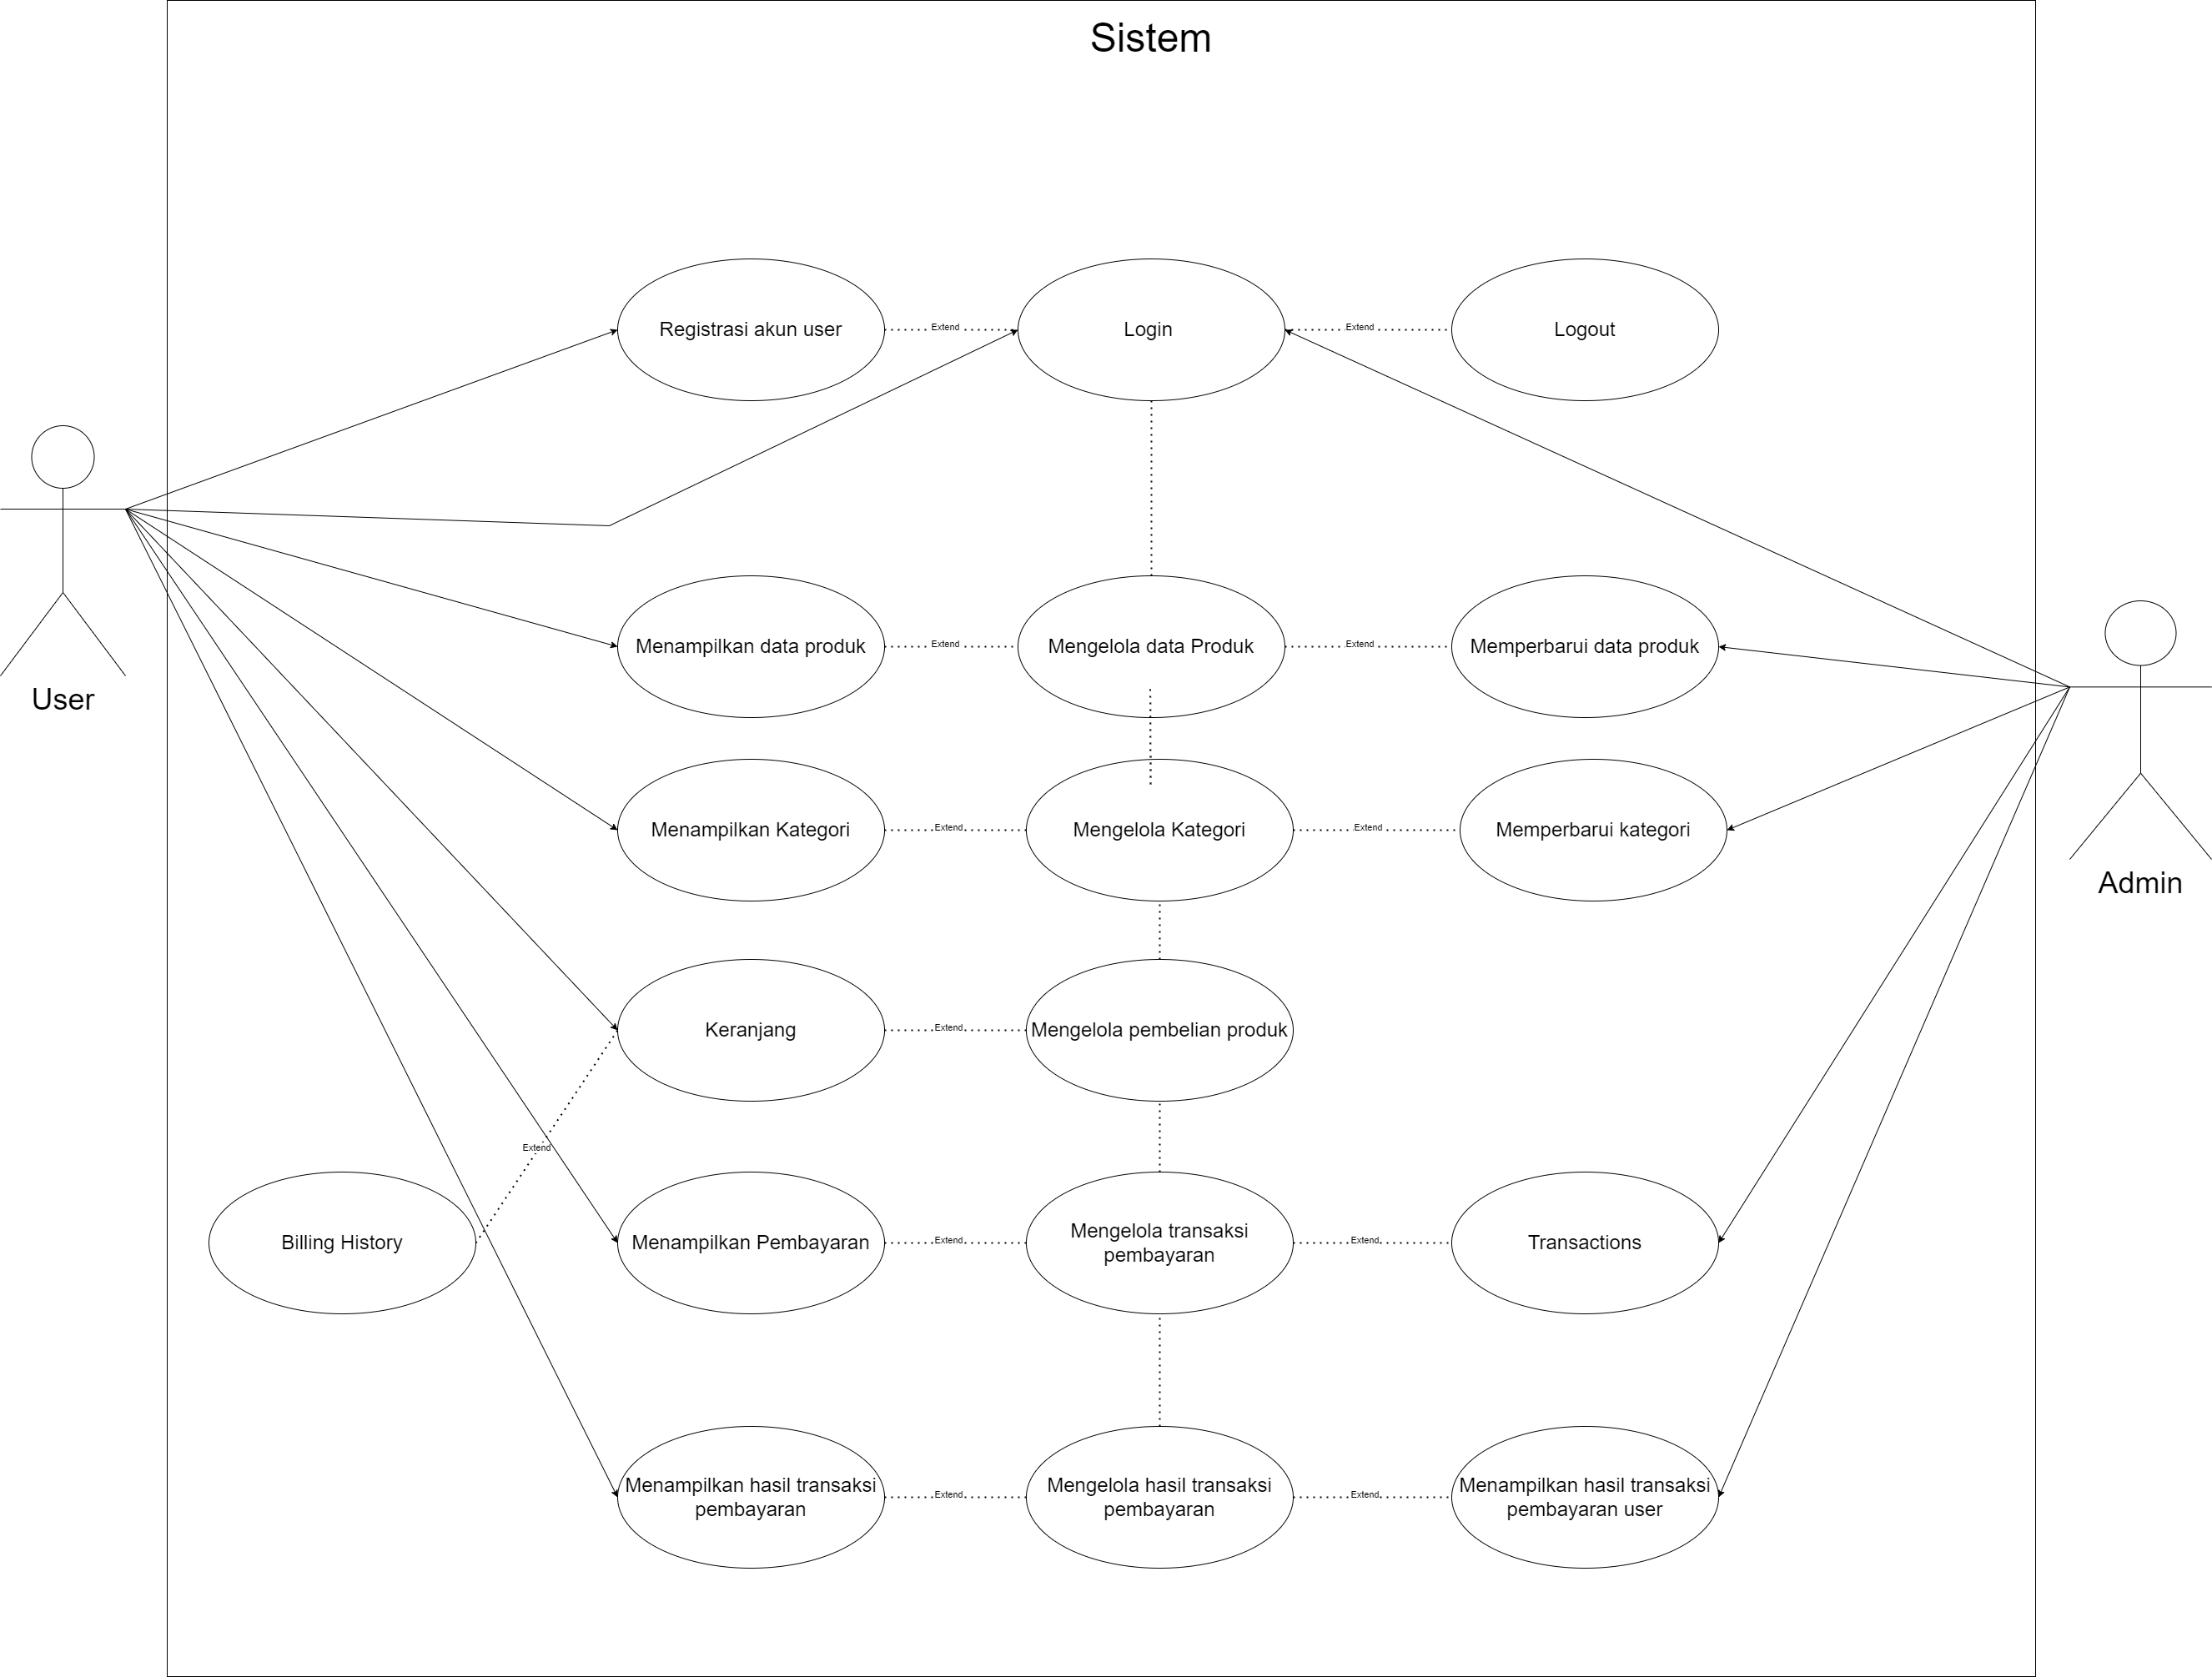 Sistem
Registrasi akun user
Extend
Login
Extend
Logout
User
Menampilkan data produk
Extend
Mengelola data Produk
Extend
Memperbarui data produk
Menampilkan Kategori
Extend
Mengelola Kategori
Extend
Memperbarui kategori
Admin
Keranjang
Extend
Mengelola pembelian produk
Extend
Billing History
Menampilkan Pembayaran
Extend
Mengelola transaksi
pembayaran
Extend
Transactions
Menampilkan hasil transaksi
pembayaran
Extend
Mengelola hasil transaksi
pembayaran
Extend
Menampilkan hasil transaksi
pembayaran user